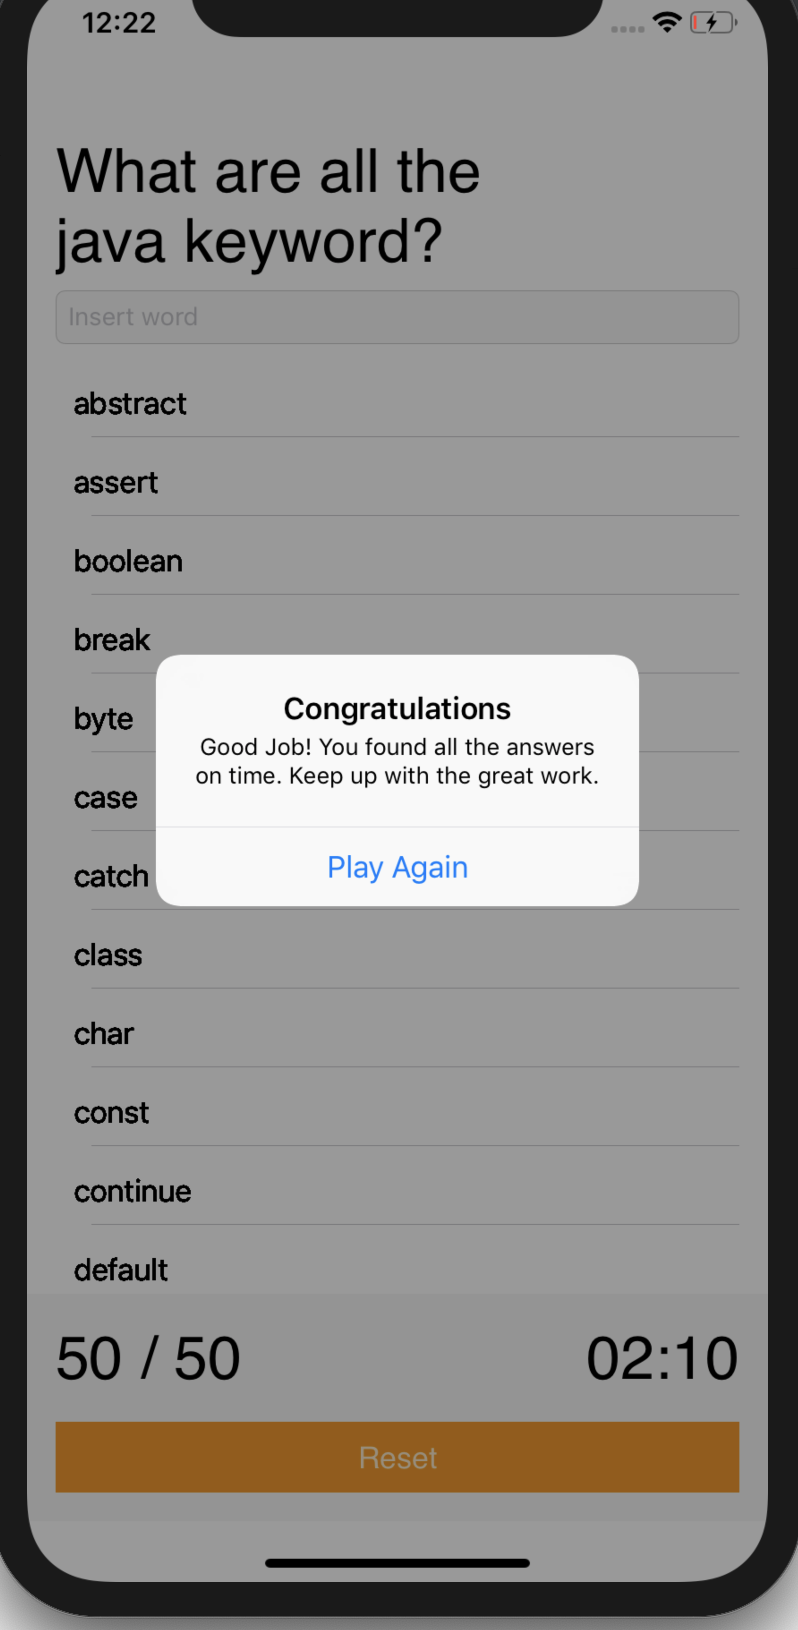 12:22
What are all the
java keyword?
Insert word
abstract
assert
boolean
break
byte
case
catch
Congratulations
Good Job! You found all the answers
on time. Keep up with the great work.
Play Again
class
char
const
continue
default
50 / 50
02:10
Reset